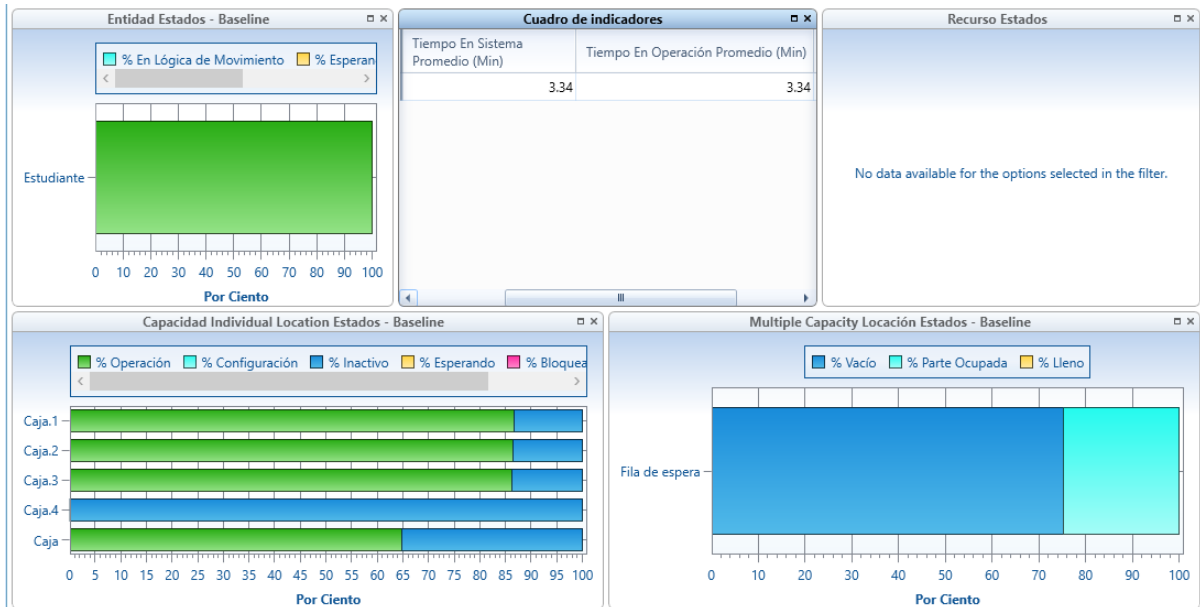 Entidad Estados - Baseline
% En Lógica de Movimiento % Esperan
Estudiante
0 10 20 30 40 50 60 70 80 90 100
Por Ciento
Cuadro de indicadores
Tiempo En Sistema
Promedio (Min)
Tiempo En Operación Promedio (Min)
3.34 3.34
Recurso Estados
No data available for the options selected in the filter.
Capacidad Individual Location Estados - Baseline
% Operación % Configuración % Inactivo % Esperando % Bloquea
Caja.1
Caja.2
Caja.3
Caja.4
Caja
0 5 10 15 20 25 30 35 40 45 50 55 60 65 70 75 80 85 90 95 100
Por Ciento
Multiple Capacity Locación Estados - Baseline
% Vacío % Parte Ocupada % Lleno
Fila de espera
0 10 20 30 40 50 60 70 80 90 100
Por Ciento